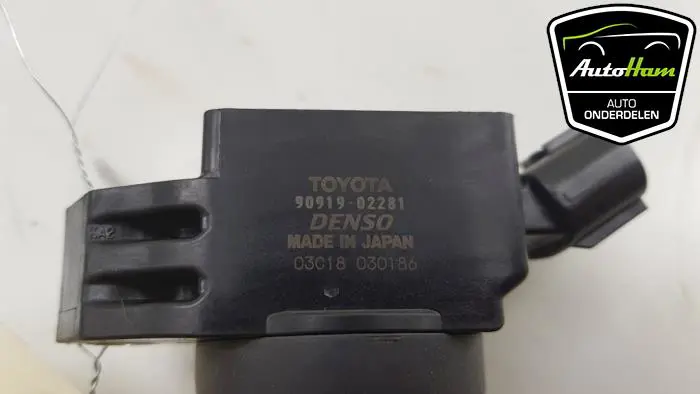 AutoHam
AUTO
ONDERDELEN
TOYOTA
90919-02281
DENSO
MADE IN JAPAN
03C18 030186